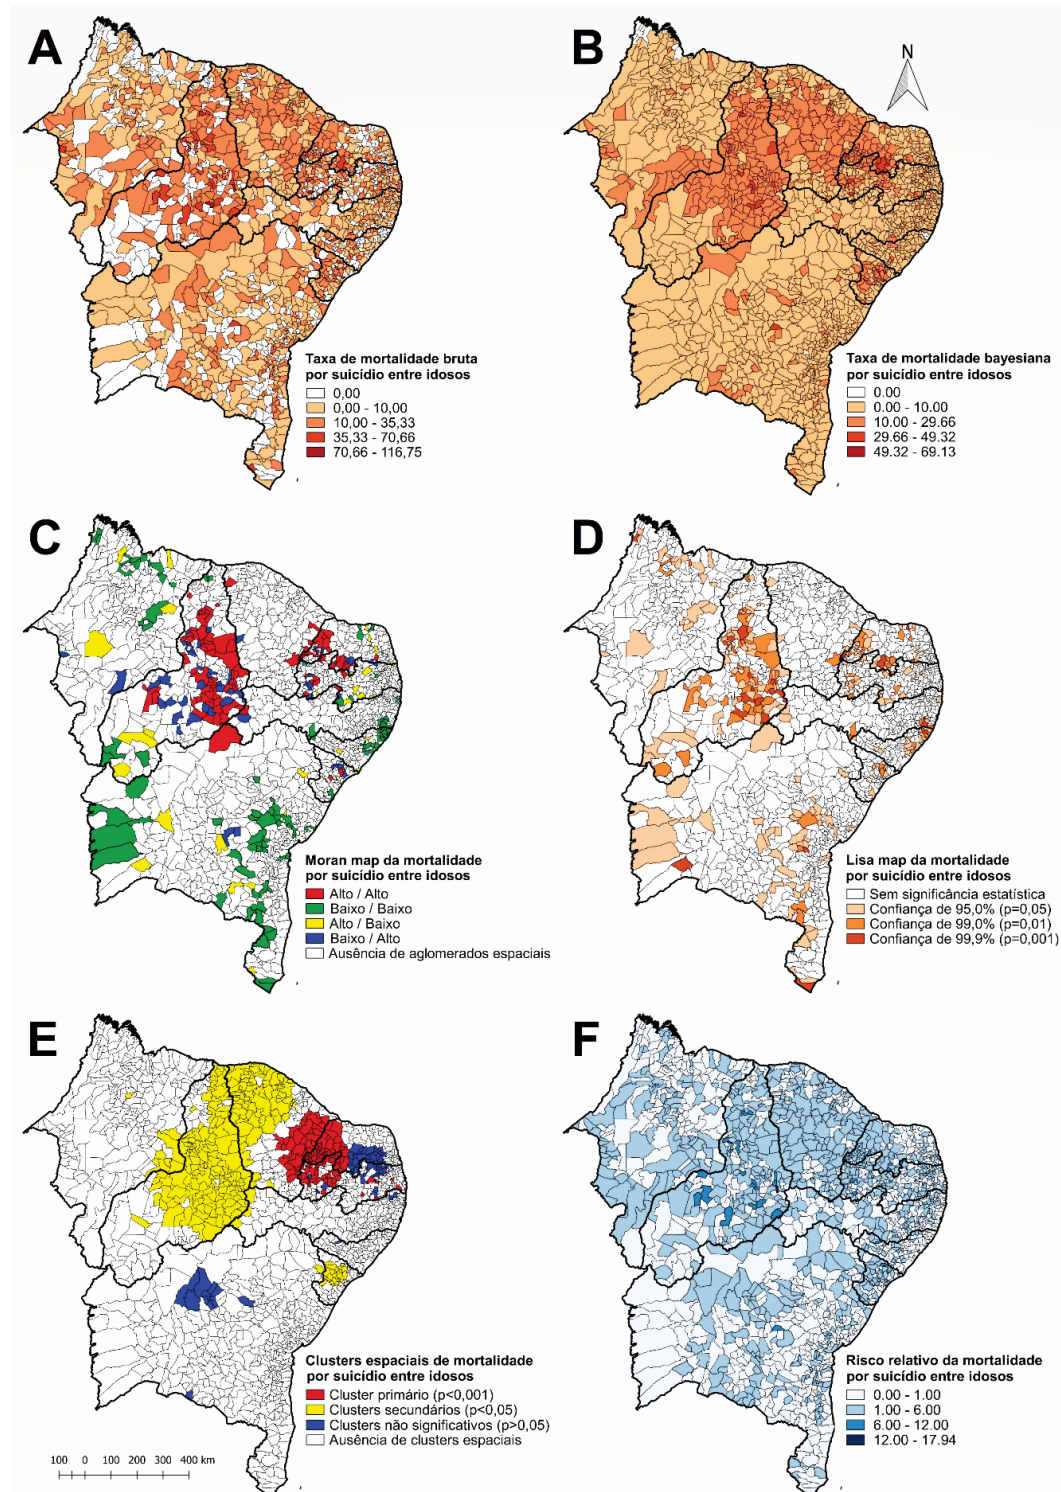 A
B
N
Taxa de mortalidade bruta
por suicídio entre idosos
0,00
0,00 - 10,00
10,00 - 35,33
35,33 - 70,66
70,66 - 116,75
Taxa de mortalidade bayesiana
por suicídio entre idosos
0.00
0.00 - 10.00
10.00 - 29.66
29.66 - 49.32
49.32 - 69.13
C
D
Moran map da mortalidade
por suicídio entre idosos
Alto / Alto
Baixo / Baixo
Alto / Baixo
Baixo / Alto
Ausência de aglomerados espaciais
Lisa map da mortalidade
por suicídio entre idosos
Sem significância estatística
Confiança de 95,0% (p=0,05)
Confiança de 99,0% (p=0,01)
Confiança de 99,9% (p=0,001)
E
F
Clusters espaciais de mortalidade
por suicídio entre idosos
Cluster primário (p<0,001)
Clusters secundários (p<0,05)
Clusters não significativos (p>0,05)
Ausência de clusters espaciais
100 0 100 200 300 400 km
Risco relativo da mortalidade
por suicídio entre idosos
0.00 - 1.00
1.00 - 6.00
6.00 - 12.00
12.00 - 17.94